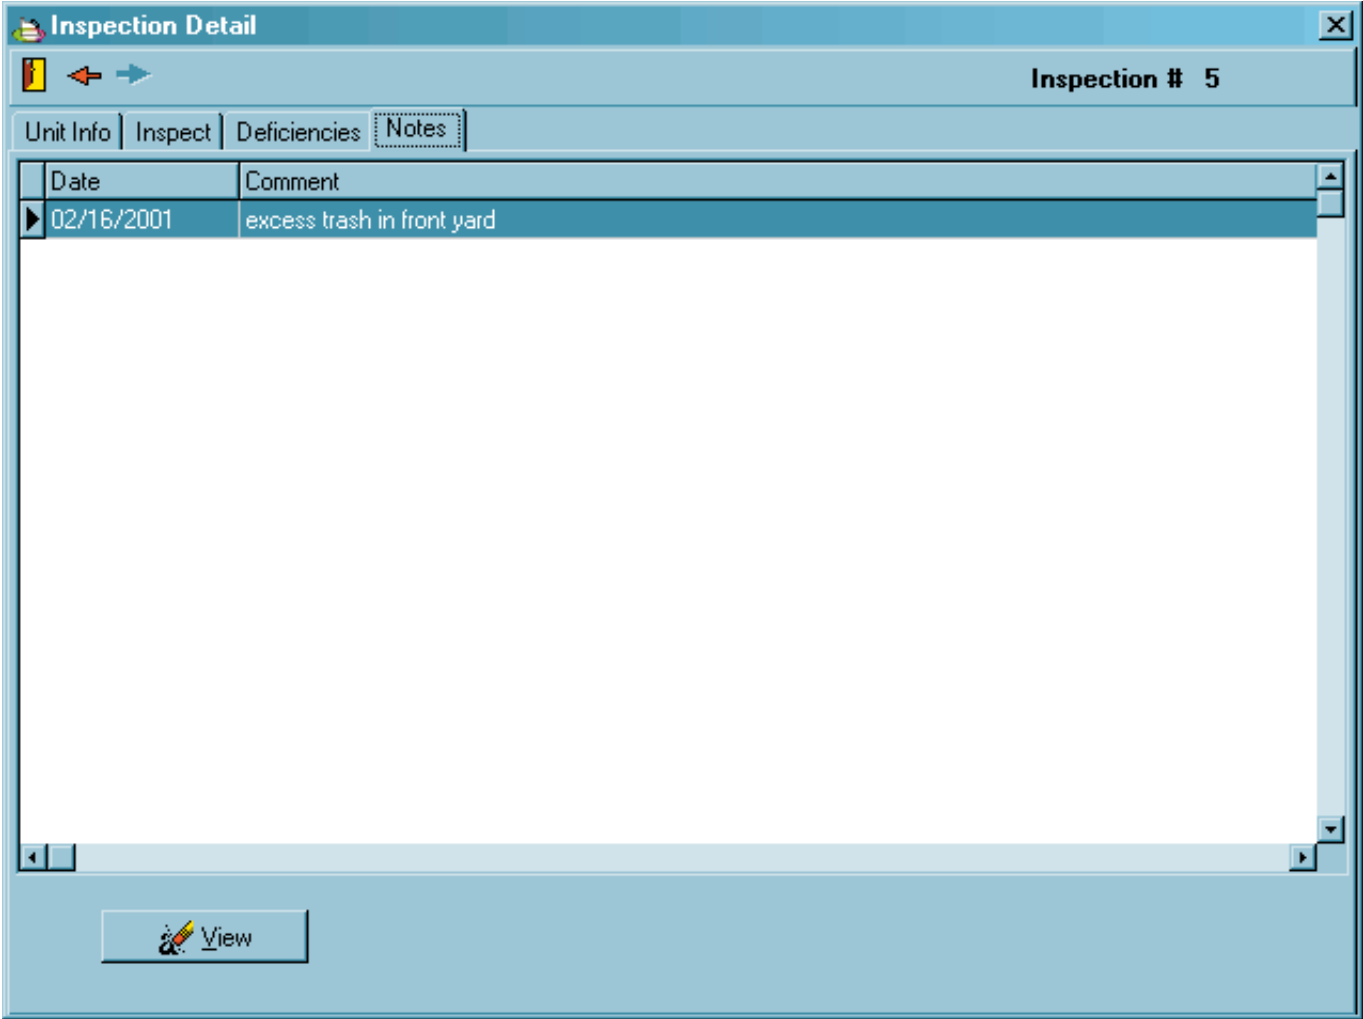 Inspection Detail
Inspection # 5
Unit Info Inspect Deficiencies Notes
Date Comment
02/16/2001 excess trash in front yard
View